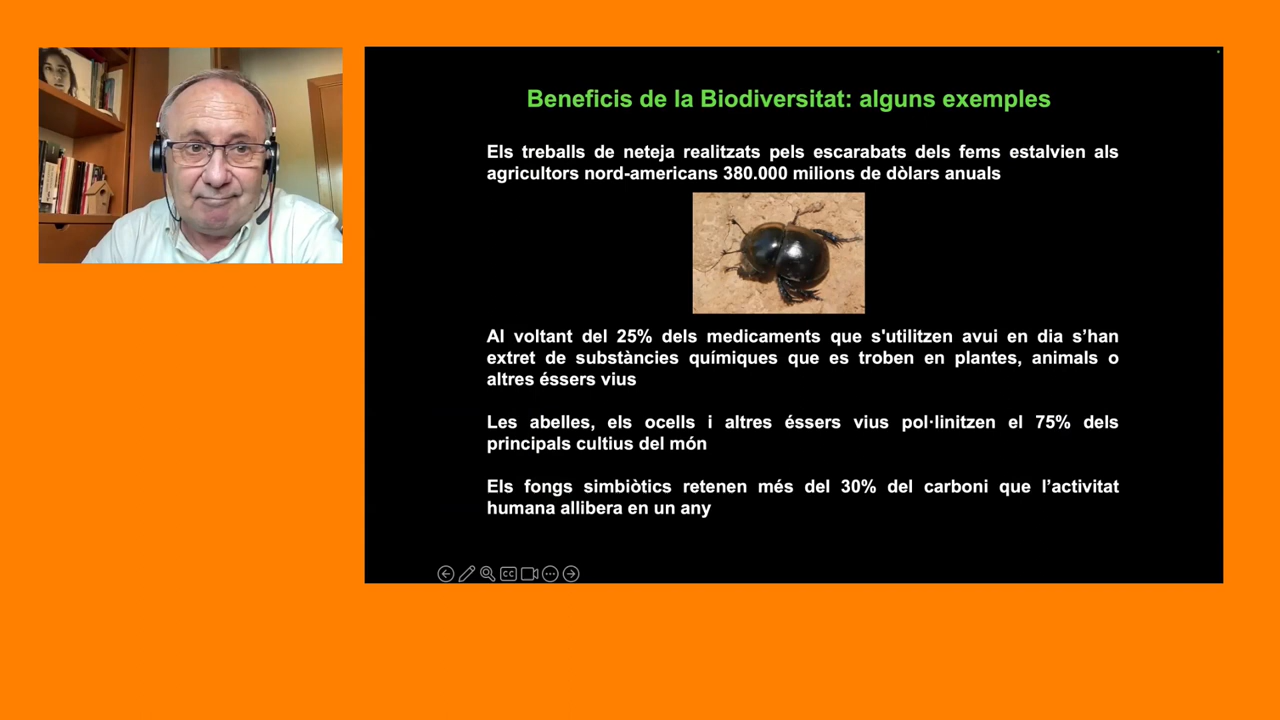 Beneficis de la Biodiversitat: alguns exemples
Els treballs de neteja realitzats pels escarabats dels fems estalvien als
agricultors nord-americans 380.000 milions de dòlars anuals
Al voltant del 25% dels medicaments que s'utilitzen avui en dia s’han
extret de substàncies químiques que es troben en plantes, animals o
altres éssers vius
Les abelles, els ocells i altres éssers vius pol·linitzen el 75% dels
principals cultius del món
Els fongs simbiòtics retenen més del 30% del carboni que l’activitat
humana allibera en un any
CC